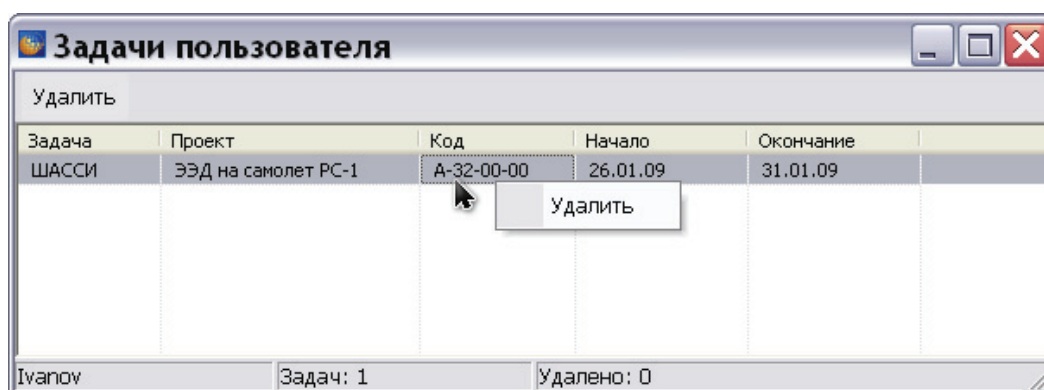 Задачи пользователя
Удалить
Задача Проект Код Начало Окончание
ШАССИ ЭЭД на самолет РС-1 А-32-00-00 26.01.09 31.01.09
Удалить
Ivanov Задач: 1 Удалено: 0